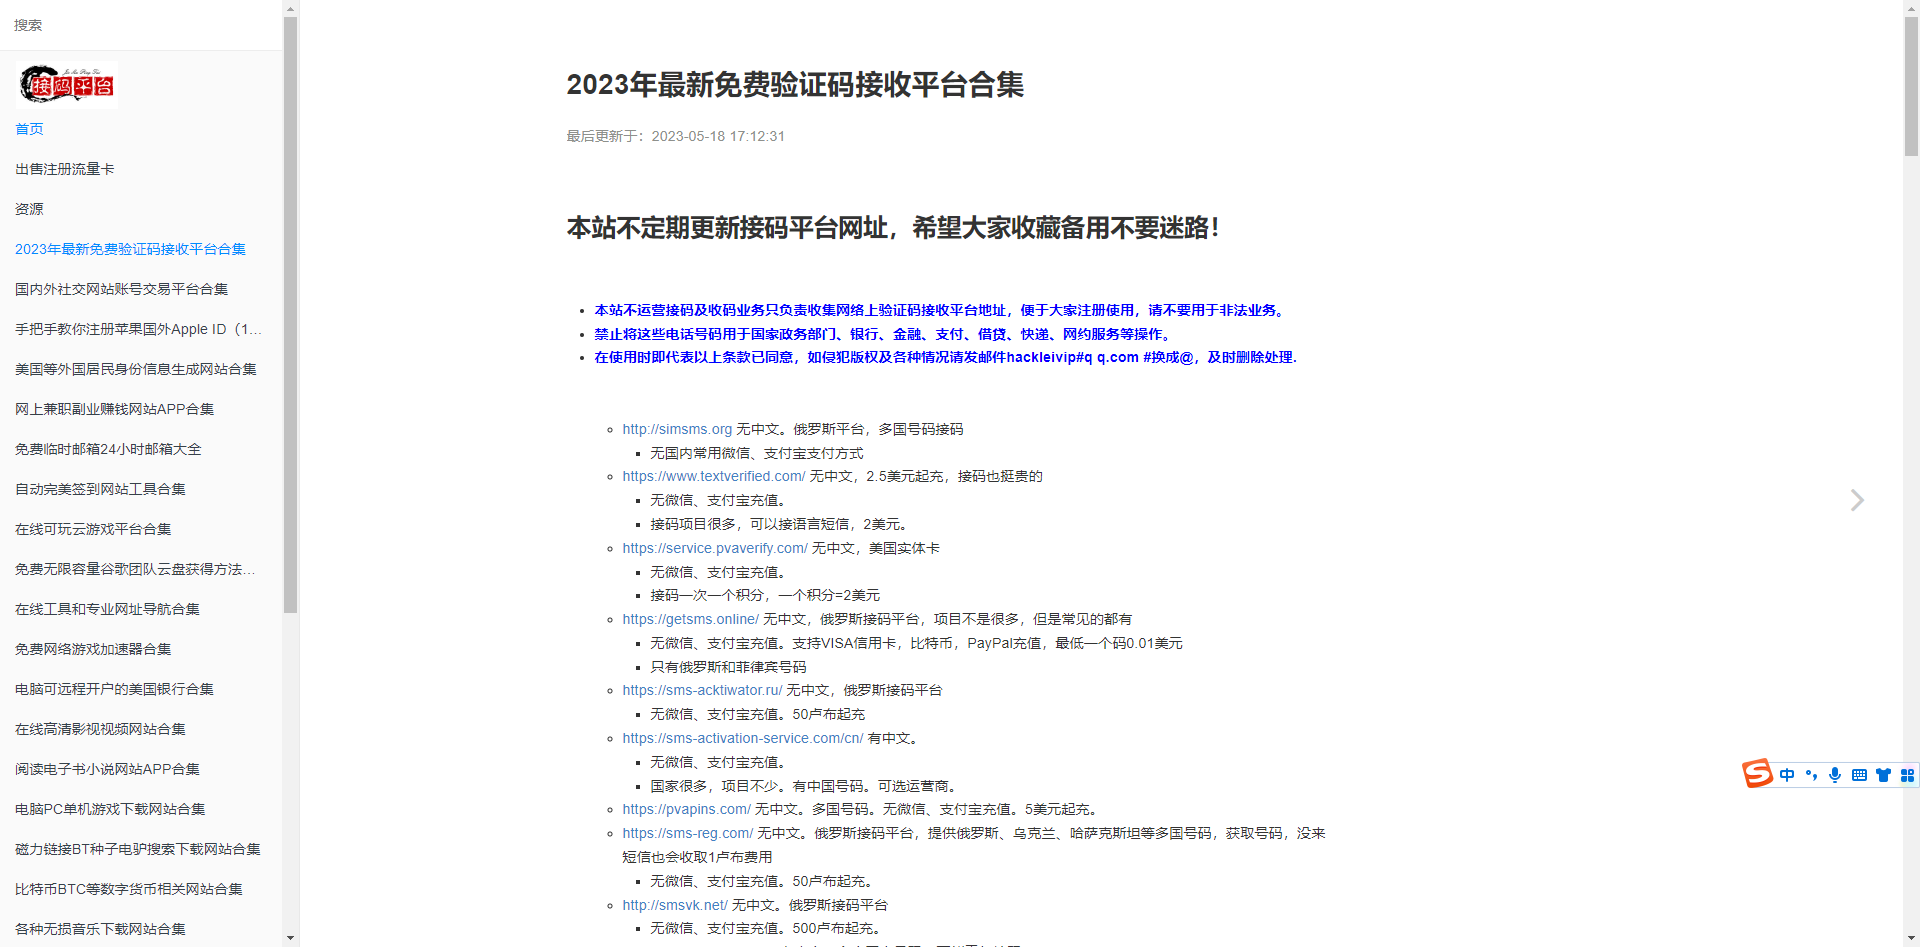 搜索
Jie Ma Ping Tai
接码平台
首页
出售注册流量卡
资源
2023年最新免费验证码接收平台合集
国内外社交网站账号交易平台合集
手把手教你注册苹果国外Apple ID（1...
美国等外国居民身份信息生成网站合集
网上兼职副业赚钱网站APP合集
免费临时邮箱24小时邮箱大全
自动完美签到网站工具合集
在线可玩云游戏平台合集
免费无限容量谷歌团队云盘获得方法...
在线工具和专业网址导航合集
免费网络游戏加速器合集
电脑可远程开户的美国银行合集
在线高清影视视频网站合集
阅读电子书小说网站APP合集
电脑PC单机游戏下载网站合集
磁力链接BT种子电驴搜索下载网站合集
比特币BTC等数字货币相关网站合集
各种无损音乐下载网站合集
2023年最新免费验证码接收平台合集
最后更新于：2023-05-18 17:12:31
本站不定期更新接码平台网址，希望大家收藏备用不要迷路！
本站不运营接码及收码业务只负责收集网络上验证码接收平台地址，便于大家注册使用，请不要用于非法业务。
禁止将这些电话号码用于国家政务部门、银行、金融、支付、借贷、快递、网约服务等操作。
在使用时即代表以上条款已同意，如侵犯版权及各种情况请发邮件hackleivip#q q.com #换成@，及时删除处理.
http://simsms.org 无中文。俄罗斯平台，多国号码接码
无国内常用微信、支付宝支付方式
https://www.textverified.com/ 无中文，2.5美元起充，接码也挺贵的
无微信、支付宝充值。
接码项目很多，可以接语言短信，2美元。
https://service.pvaverify.com/ 无中文，美国实体卡
无微信、支付宝充值。
接码一次一个积分，一个积分=2美元
https://getsms.online/ 无中文，俄罗斯接码平台，项目不是很多，但是常见的都有
无微信、支付宝充值。支持VISA信用卡，比特币，PayPal充值，最低一个码0.01美元
只有俄罗斯和菲律宾号码
https://sms-acktiwator.ru/ 无中文，俄罗斯接码平台
无微信、支付宝充值。50卢布起充
https://sms-activation-service.com/cn/ 有中文。
无微信、支付宝充值。
国家很多，项目不少。有中国号码。可选运营商。
https://pvapins.com/ 无中文。多国号码。无微信、支付宝充值。5美元起充。
https://sms-reg.com/ 无中文。俄罗斯接码平台，提供俄罗斯、乌克兰、哈萨克斯坦等多国号码，获取号码，没来
短信也会收取1卢布费用
无微信、支付宝充值。50卢布起充。
http://smsvk.net/ 无中文。俄罗斯接码平台
无微信、支付宝充值。500卢布起充。
中